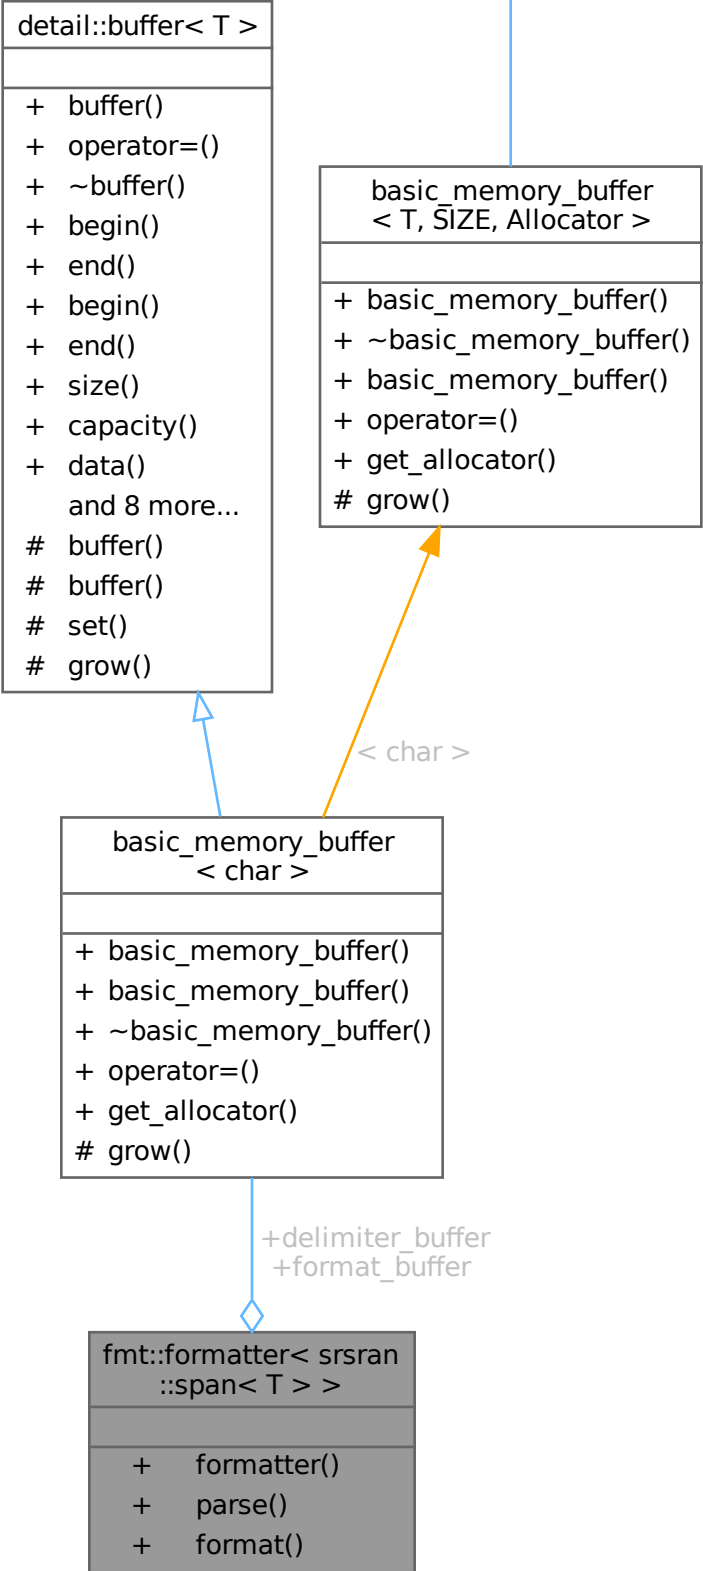 detail::buffer< T >
+ buffer()
+ operator=()
+ ~buffer()
+ begin()
+ end()
+ begin()
+ end()
+ size()
+ capacity()
+ data()
and 8 more...
# buffer()
# buffer()
# set()
# grow()
basic_memory_buffer
< T, SIZE, Allocator >
+ basic_memory_buffer()
+ ~basic_memory_buffer()
+ basic_memory_buffer()
+ operator=()
+ get_allocator()
# grow()
< char >
basic_memory_buffer
< char >
+ basic_memory_buffer()
+ basic_memory_buffer()
+ ~basic_memory_buffer()
+ operator=()
+ get_allocator()
# grow()
+delimiter_buffer
+format_buffer
fmt::formatter< srsran
::span< T > >
+ formatter()
+ parse()
+ format()